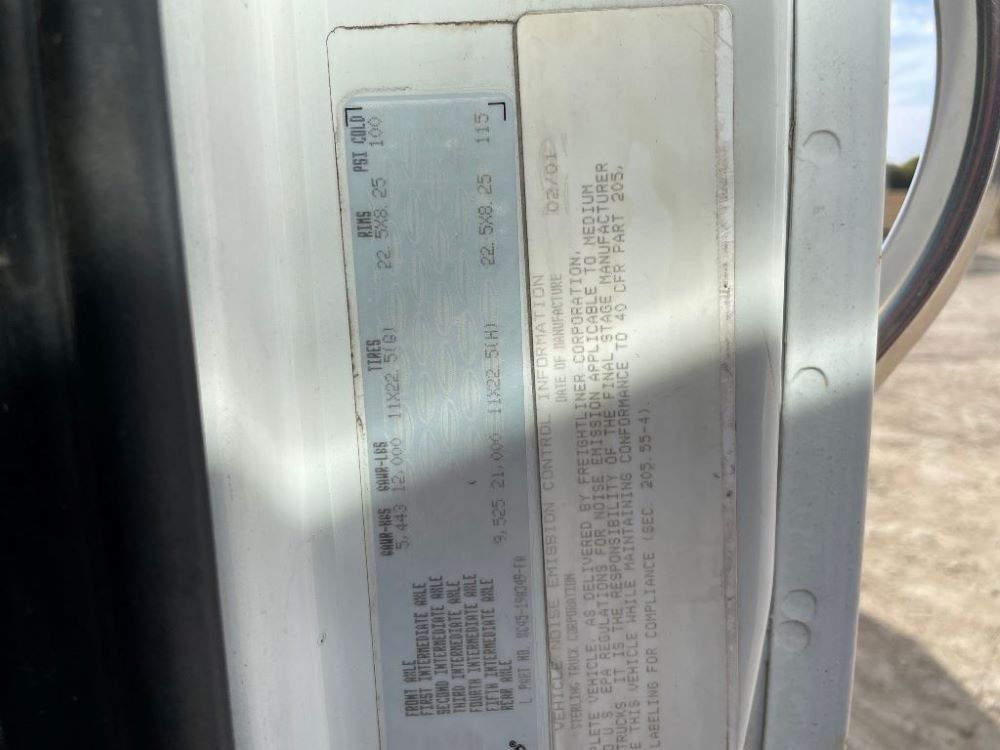 GAWR-KGS GAWR-LBS TIRES RIMS PSI COLD
FRONT AXLE 5,443 12,000 11X22.5(G) 22.5X8.25 100
FIRST INTERMEDIATE AXLE
SECOND INTERMEDIATE AXLE
THIRD INTERMEDIATE AXLE
FOURTH INTERMEDIATE AXLE
FIFTH INTERMEDIATE AXLE
REAR AXLE 9,525 21,000 11X22.5(H) 22.5X8.25 115
PART NO.
VEHICLE NOISE EMISSION CONTROL INFORMATION
STERLING TRUCK CORPORATION DATE OF MANUFACTURE 02/01
PLETE VEHICLE, AS DELIVERED BY FREIGHTLINER CORPORATION,
D U.S. EPA REGULATIONS FOR NOISE EMISSION APPLICABLE TO MEDIUM
TRUCKS. IT IS THE RESPONSIBILITY OF THE FINAL STAGE MANUFACTURER
E THIS VEHICLE WHILE MAINTAINING CONFORMANCE TO 40 CFR PART 205,
LABELING FOR COMPLIANCE (SEC. 205.55-4).